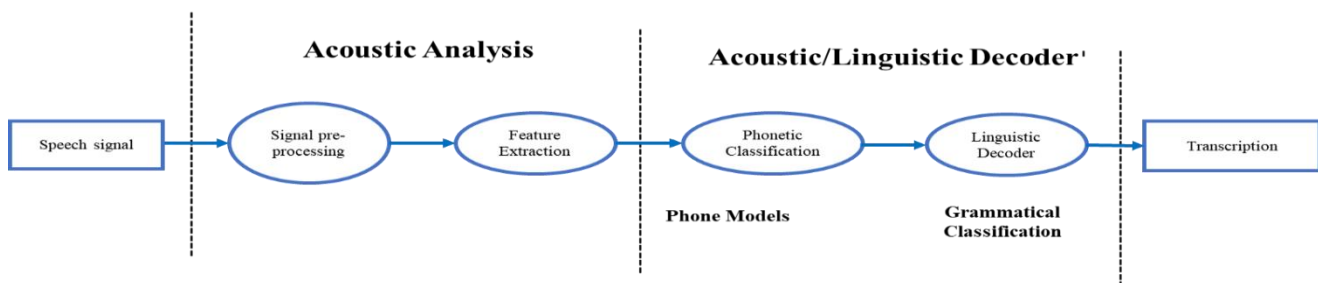 Acoustic Analysis
Acoustic/Linguistic Decoder'
Speech signal
Signal pre-
processing
Feature
Extraction
Phonetic
Classification
Linguistic
Decoder
Transcription
Phone Models
Grammatical
Classification